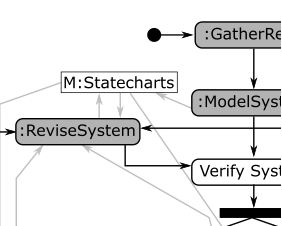 :GatherRe
M:Statecharts
:ModelSyst
:ReviseSystem
Verify Syst